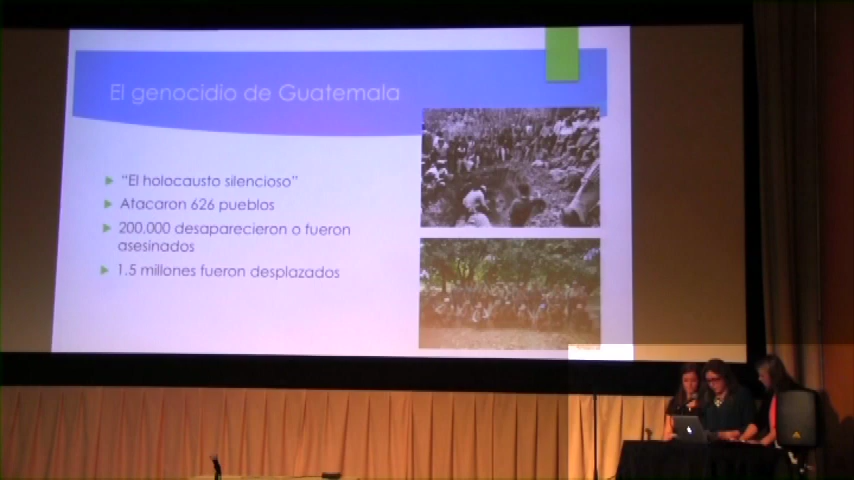 El genocidio de Guatemala
“El holocausto silencioso”
Atacaron 626 pueblos
200.000 desaparecieron o fueron
asesinados
1.5 millones fueron desplazados